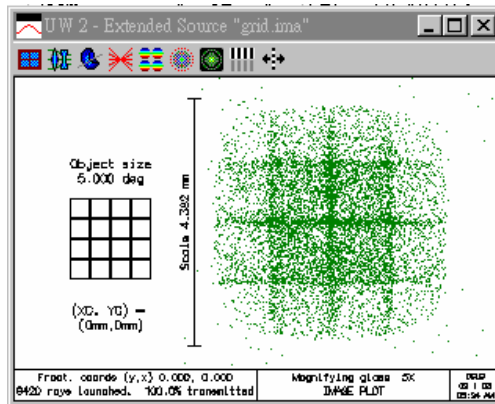 UW 2 - Extended Source "grid.ima"
Object size
5.000 deg
Scale 4.382 mm
(XC, YC) =
(0mm,0mm)
Fract. coords (y,x) 0.000, 0.000
8420 rays launched. 100.0% transmitted
Magnifying glass 5X
IMAGE PLOT
OSLO